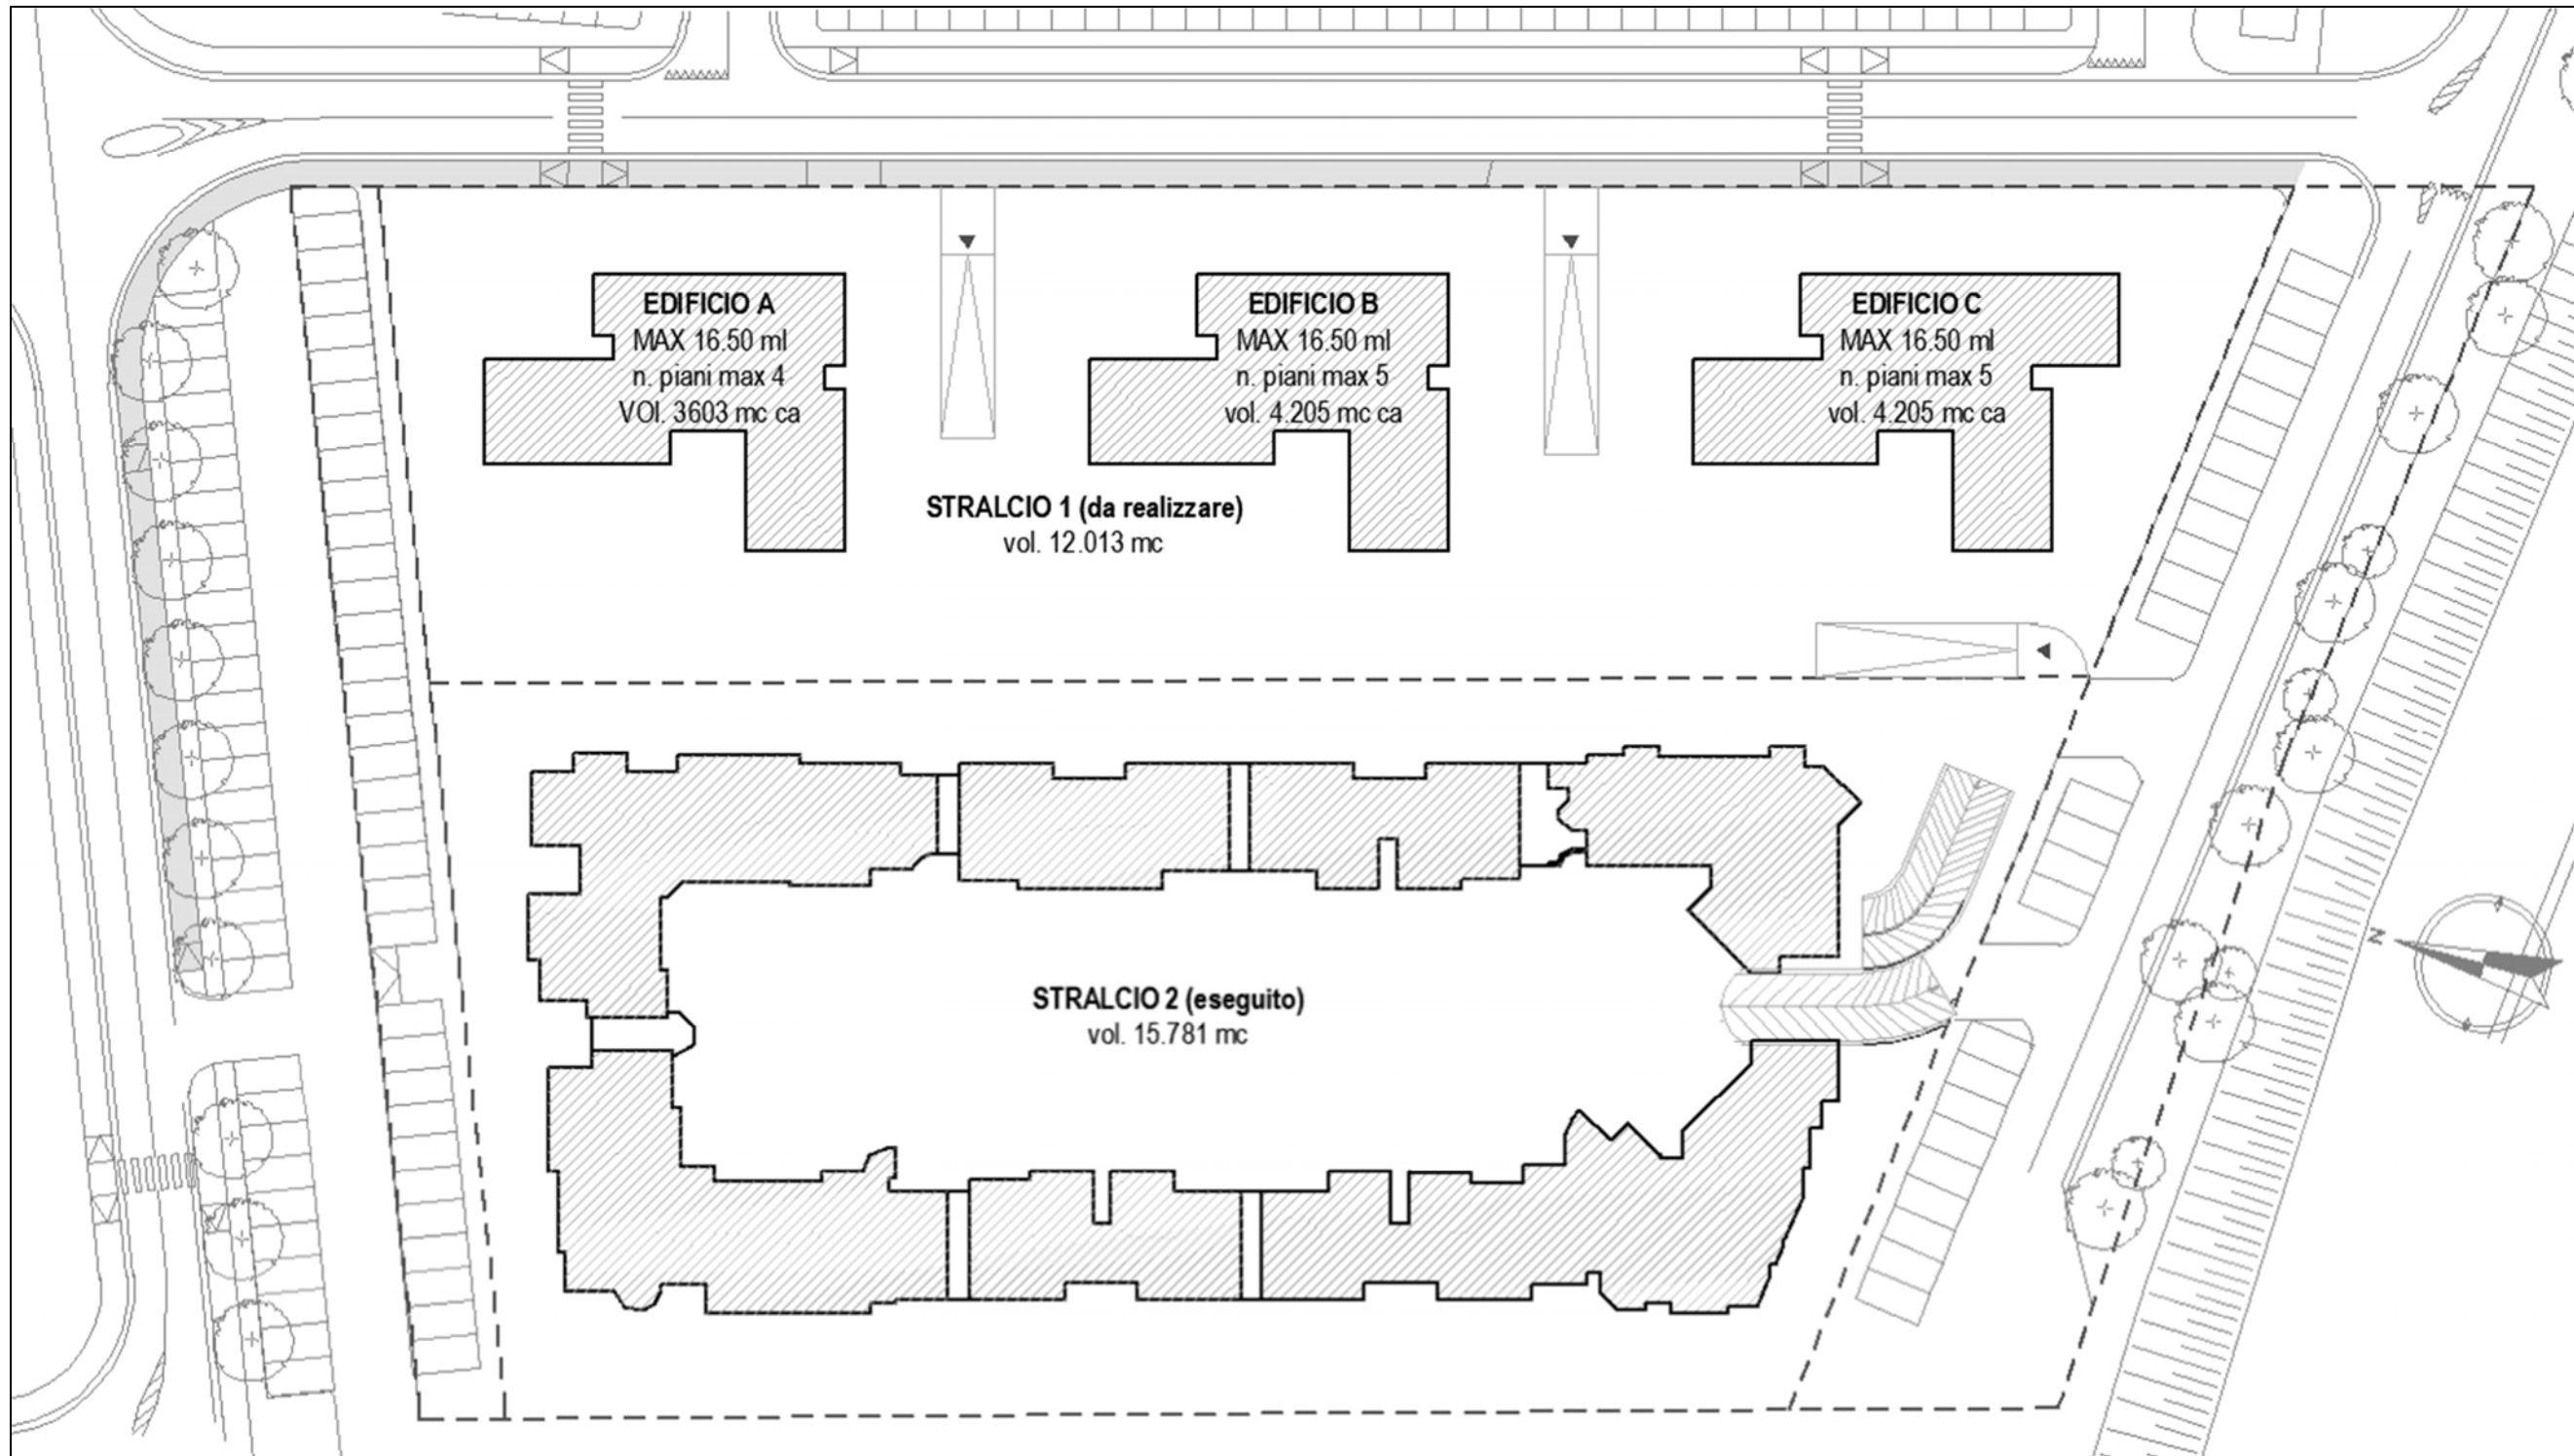 EDIFICIO A
MAX 16.50 ml
n. piani max 4
VOl. 3603 mc ca
EDIFICIO B
MAX 16.50 ml
n. piani max 5
vol. 4.205 mc ca
EDIFICIO C
MAX 16.50 ml
n. piani max 5
vol. 4.205 mc ca
STRALCIO 1 (da realizzare)
vol. 12.013 mc
N
STRALCIO 2 (eseguito)
vol. 15.781 mc